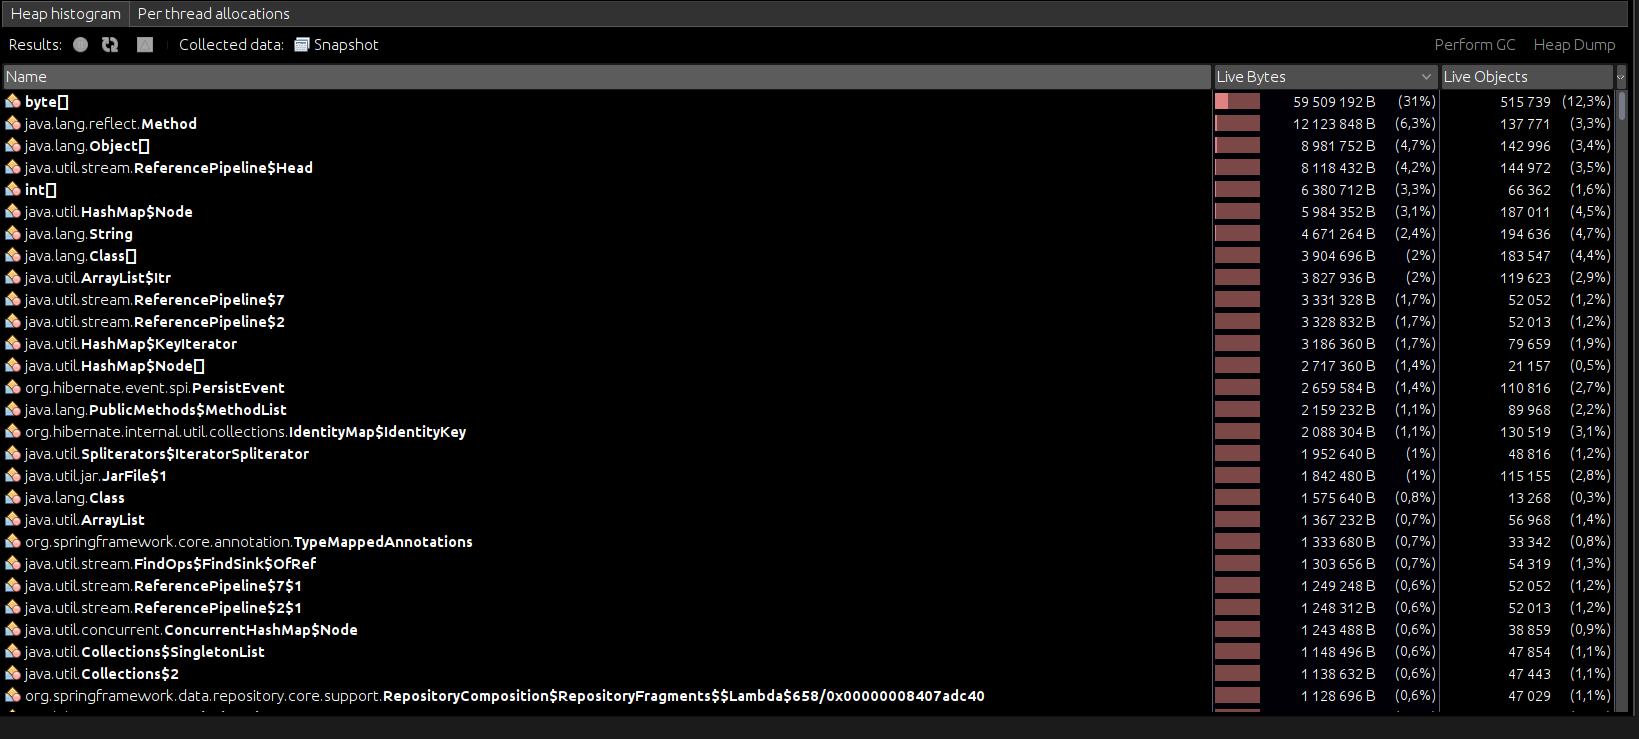 Heap histogram Per thread allocations
Results: Collected data: Snapshot Perform GC Heap Dump
Name Live Bytes Live Objects
byte[] 59 509 192 B (31%) 515 739 (12,3%)
java.lang.reflect.Method 12 123 848 B (6,3%) 137 771 (3,3%)
java.lang.Object[] 8 981 752 B (4,7%) 142 996 (3,4%)
java.util.stream.ReferencePipeline$Head 8 118 432 B (4,2%) 144 972 (3,5%)
int[] 6 380 712 B (3,3%) 66 362 (1,6%)
java.util.HashMap$Node 5 984 352 B (3,1%) 187 011 (4,5%)
java.lang.String 4 671 264 B (2,4%) 194 636 (4,7%)
java.lang.Class[] 3 904 696 B (2%) 183 547 (4,4%)
java.util.ArrayList$Itr 3 827 936 B (2%) 119 623 (2,9%)
java.util.stream.ReferencePipeline$7 3 331 328 B (1,7%) 52 052 (1,2%)
java.util.stream.ReferencePipeline$2 3 328 832 B (1,7%) 52 013 (1,2%)
java.util.HashMap$KeyIterator 3 186 360 B (1,7%) 79 659 (1,9%)
java.util.HashMap$Node[] 2 717 360 B (1,4%) 21 157 (0,5%)
org.hibernate.event.spi.PersistEvent 2 659 584 B (1,4%) 110 816 (2,7%)
java.lang.PublicMethods$MethodList 2 159 232 B (1,1%) 89 968 (2,2%)
org.hibernate.internal.util.collections.IdentityMap$IdentityKey 2 088 304 B (1,1%) 130 519 (3,1%)
java.util.Spliterators$IteratorSpliterator 1 952 640 B (1%) 48 816 (1,2%)
java.util.jar.JarFile$1 1 842 480 B (1%) 115 155 (2,8%)
java.lang.Class 1 575 640 B (0,8%) 13 268 (0,3%)
java.util.ArrayList 1 367 232 B (0,7%) 56 968 (1,4%)
org.springframework.core.annotation.TypeMappedAnnotations 1 333 680 B (0,7%) 33 342 (0,8%)
java.util.stream.FindOps$FindSink$OfRef 1 303 656 B (0,7%) 54 319 (1,3%)
java.util.stream.ReferencePipeline$7$1 1 249 248 B (0,6%) 52 052 (1,2%)
java.util.stream.ReferencePipeline$2$1 1 248 312 B (0,6%) 52 013 (1,2%)
java.util.concurrent.ConcurrentHashMap$Node 1 243 488 B (0,6%) 38 859 (0,9%)
java.util.Collections$SingletonList 1 148 496 B (0,6%) 47 854 (1,1%)
java.util.Collections$2 1 138 632 B (0,6%) 47 443 (1,1%)
org.springframework.data.repository.core.support.RepositoryComposition$RepositoryFragments$$Lambda$658/0x00000008407adc40 1 128 696 B (0,6%) 47 029 (1,1%)